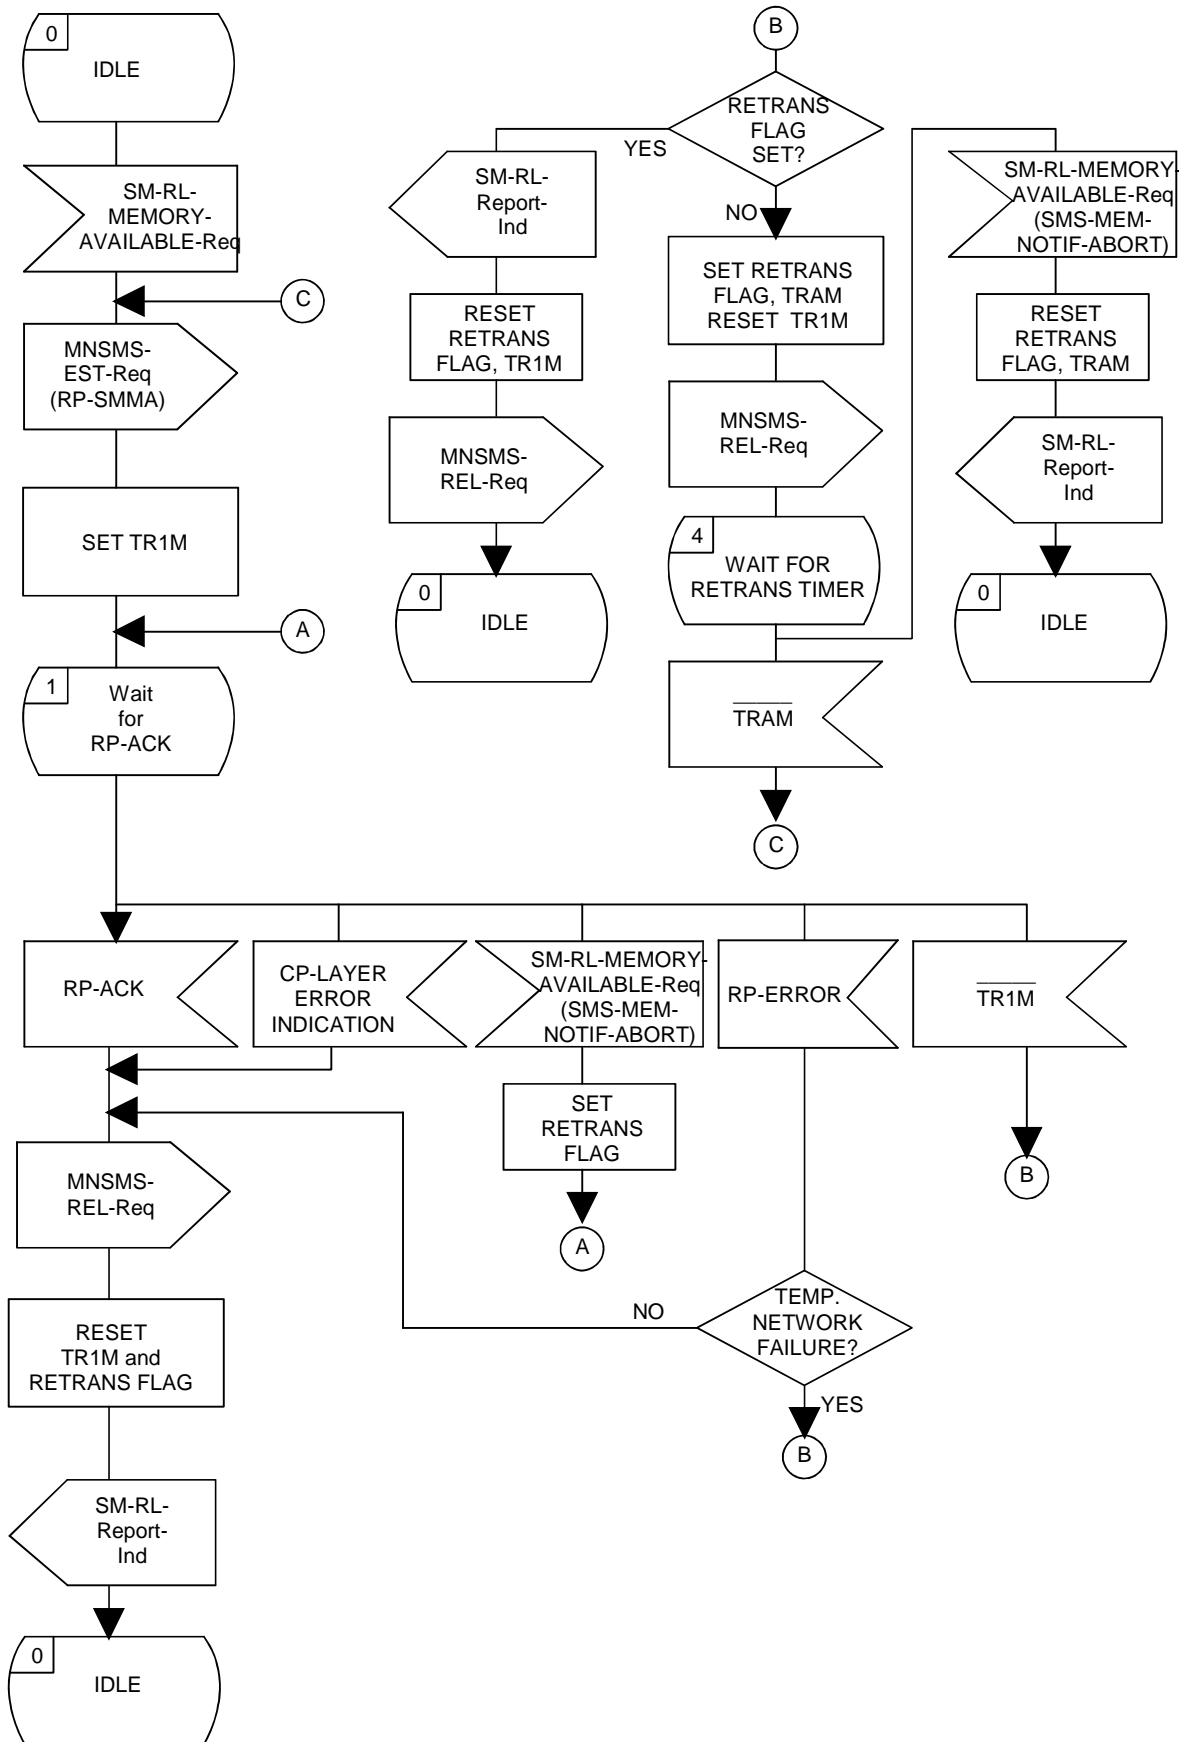 0
IDLE
SM-RL-
MEMORY-
AVAILABLE-Req
C
MNSMS-
EST-Req
(RP-SMMA)
SET TR1M
A
1
Wait
for
RP-ACK
B
RETRANS
FLAG
SET?
YES
NO
SM-RL-
Report-
Ind
RESET
RETRANS
FLAG, TR1M
MNSMS-
REL-Req
0
IDLE
SET RETRANS
FLAG, TRAM
RESET TR1M
MNSMS-
REL-Req
4
WAIT FOR
RETRANS TIMER
TRAM
C
SM-RL-MEMORY-
AVAILABLE-Req
(SMS-MEM-
NOTIF-ABORT)
RESET
RETRANS
FLAG, TRAM
SM-RL-
Report-
Ind
0
IDLE
RP-ACK
CP-LAYER
ERROR
INDICATION
SM-RL-MEMORY-
AVAILABLE-Req
(SMS-MEM-
NOTIF-ABORT)
RP-ERROR
TR1M
SET
RETRANS
FLAG
A
B
MNSMS-
REL-Req
NO
TEMP.
NETWORK
FAILURE?
YES
B
RESET
TR1M and
RETRANS FLAG
SM-RL-
Report-
Ind
0
IDLE